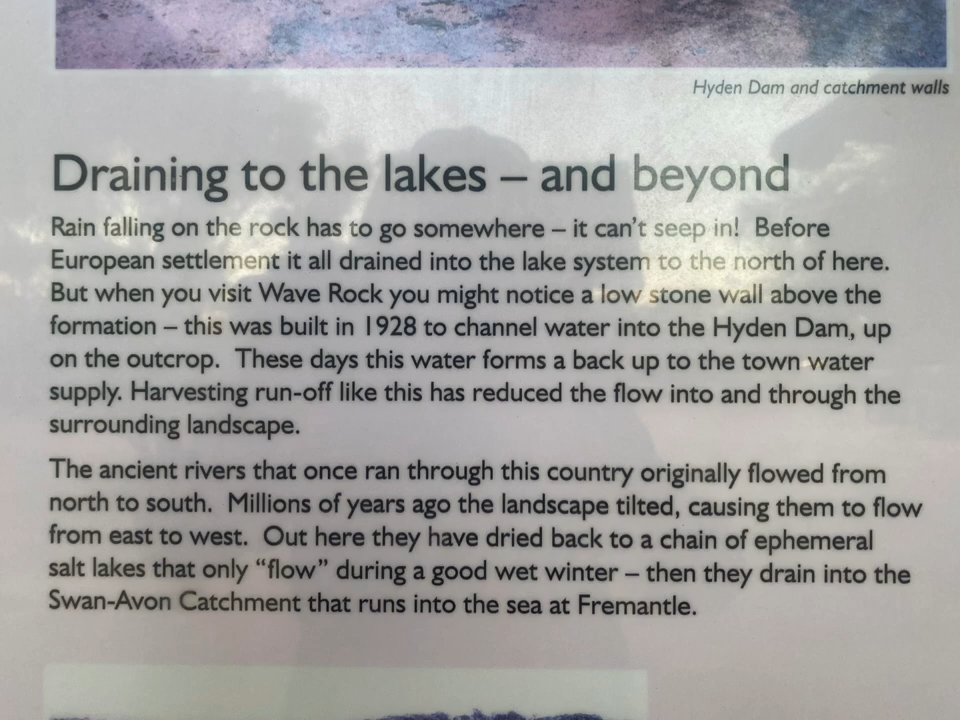 Hyden Dam and catchment walls
Draining to the lakes – and beyond
Rain falling on the rock has to go somewhere – it can't seep in!  Before
European settlement it all drained into the lake system to the north of here.
But when you visit Wave Rock you might notice a low stone wall above the
formation – this was built in 1928 to channel water into the Hyden Dam, up
on the outcrop.  These days this water forms a back up to the town water
supply. Harvesting run-off like this has reduced the flow into and through the
surrounding landscape.
The ancient rivers that once ran through this country originally flowed from
north to south.  Millions of years ago the landscape tilted, causing them to flow
from east to west.  Out here they have dried back to a chain of ephemeral
salt lakes that only “flow” during a good wet winter – then they drain into the
Swan-Avon Catchment that runs into the sea at Fremantle.